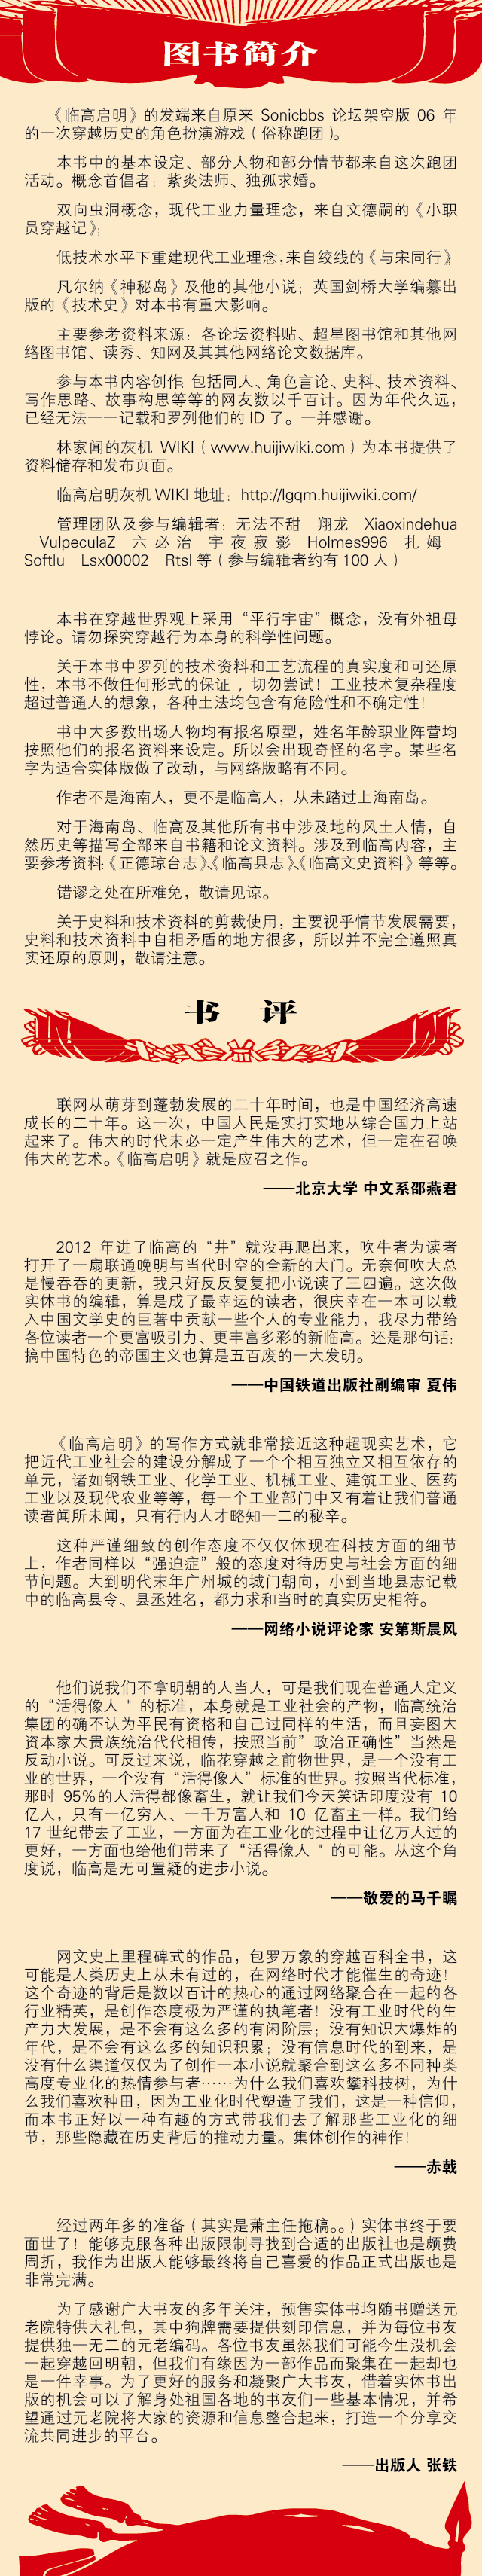 图书简介
《临高启明》的发端来自原来 Sonicbbs 论坛架空版 06 年
的一次穿越历史的角色扮演游戏（俗称跑团）。
本书中的基本设定、部分人物和部分情节都来自这次跑团
活动。概念首倡者：紫炎法师、独孤求婚。
双向虫洞概念，现代工业力量理念，来自文德嗣的《小职
员穿越记》；
低技术水平下重建现代工业理念，来自绞线的《与宋同行》
凡尔纳《神秘岛》及他的其他小说；英国剑桥大学编纂出
版的《技术史》对本书有重大影响。
主要参考资料来源：各论坛资料贴、超星图书馆和其他网
络图书馆、读秀、知网及其其他网络论文数据库。
参与本书内容创作：包括同人、角色言论、史料、技术资料、
写作思路、故事构思等等的网友数以千百计。因为年代久远，
已经无法一一记载和罗列他们的 ID 了。一并感谢。
林家闻的灰机 WIKI（www.huijiwiki.com）为本书提供了
资料储存和发布页面。
临高启明灰机 WIKI 地址：http://lgqm.huijiwiki.com/
管理团队及参与编辑者：无法不甜 翔龙 Xiaoxindehua
VulpeculaZ 六必治 宇夜寂影 Holmes996 扎姆
Softlu Lsx00002 Rtsl 等（参与编辑者约有 100 人）
本书在穿越世界观上采用“平行宇宙”概念，没有外祖母
悖论。请勿探究穿越行为本身的科学性问题。
关于本书中罗列的技术资料和工艺流程的真实度和可还原
性，本书不做任何形式的保证，切勿尝试！工业技术复杂程度
超过普通人的想象，各种土法均包含有危险性和不确定性！
书中大多数出场人物均有报名原型，姓名年龄职业阵营均
按照他们的报名资料来设定。所以会出现奇怪的名字。某些名
字为适合实体版做了改动，与网络版略有不同。
作者不是海南人，更不是临高人，从未踏过上海南岛。
对于海南岛、临高及其他所有书中涉及地的风土人情，自
然历史等描写全部来自书籍和论文资料。涉及到临高内容，主
要参考资料《正德琼台志》、《临高县志》、《临高文史资料》等等。
错谬之处在所难免，敬请见谅。
关于史料和技术资料的剪裁使用，主要视乎情节发展需要，
史料和技术资料中自相矛盾的地方很多，所以并不完全遵照真
实还原的原则，敬请注意。
书 评
联网从萌芽到蓬勃发展的二十年时间，也是中国经济高速
成长的二十年。这一次，中国人民是实打实地从综合国力上站
起来了。伟大的时代未必一定产生伟大的艺术，但一定在召唤
伟大的艺术。《临高启明》就是应召之作。
——北京大学 中文系邵燕君
2012 年进了临高的“井”就没再爬出来，吹牛者为读者
打开了一扇联通晚明与当代时空的全新的大门。无奈何吹大总
是慢吞吞的更新，我只好反反复复把小说读了三四遍。这次做
实体书的编辑，算是成了最幸运的读者，很庆幸在一本可以载
入中国文学史的巨著中贡献一些个人的专业能力，我尽力带给
各位读者一个更富吸引力、更丰富多彩的新临高。还是那句话：
搞中国特色的帝国主义也算是五百废的一大发明。
——中国铁道出版社副编审 夏伟
《临高启明》的写作方式就非常接近这种超现实艺术，它
把近代工业社会的建设分解成了一个个相互独立又相互依存的
单元，诸如钢铁工业、化学工业、机械工业、建筑工业、医药
工业以及现代农业等等，每一个工业部门中又有着让我们普通
读者闻所未闻，只有行内人才略知一二的秘辛。
这种严谨细致的创作态度不仅仅体现在科技方面的细节
上，作者同样以“强迫症”般的态度对待历史与社会方面的细
节问题。大到明代末年广州城的城门朝向，小到当地县志记载
中的临高县令、县丞姓名，都力求和当时的真实历史相符。
——网络小说评论家 安第斯晨风
他们说我们不拿明朝的人当人，可是我们现在普通人定义
的“活得像人＂的标准，本身就是工业社会的产物，临高统治
集团的确不认为平民有资格和自己过同样的生活，而且妄图大
资本家大贵族统治代代相传，按照当前”政治正确性”当然是
反动小说。可反过来说，临花穿越之前物世界，是一个没有工
业的世界，一个没有“活得像人”标准的世界。按照当代标准，
那时 95%的人活得都像畜生，就让我们今天笑话印度没有 10
亿人，只有一亿穷人、一千万富人和 10 亿畜主一样。我们给
17 世纪带去了工业，一方面为在工业化的过程中让亿万人过的
更好，一方面也给他们带来了“活得像人＂的可能。从这个角
度说，临高是无可置疑的进步小说。
——敬爱的马千瞩
网文史上里程碑式的作品，包罗万象的穿越百科全书，这
可能是人类历史上从未有过的，在网络时代才能催生的奇迹！
这个奇迹的背后是数以百计的热心的通过网络聚合在一起的各
行业精英，是创作态度极为严谨的执笔者！没有工业时代的生
产力大发展，是不会有这么多的有闲阶层；没有知识大爆炸的
年代，是不会有这么多的知识积累；没有信息时代的到来，是
没有什么渠道仅仅为了创作一本小说就聚合到这么多不同种类
高度专业化的热情参与者……为什么我们喜欢攀科技树，为什
么我们喜欢种田，因为工业化时代塑造了我们，这是一种信仰，
而本书正好以一种有趣的方式带我们去了解那些工业化的细
节，那些隐藏在历史背后的推动力量。集体创作的神作！
——赤戟
经过两年多的准备（其实是萧主任拖稿。。）实体书终于要
面世了！能够克服各种出版限制寻找到合适的出版社也是颇费
周折，我作为出版人能够最终将自己喜爱的作品正式出版也是
非常完满。
为了感谢广大书友的多年关注，预售实体书均随书赠送元
老院特供大礼包，其中狗牌需要提供刻印信息，并为每位书友
提供独一无二的元老编码。各位书友虽然我们可能今生没机会
一起穿越回明朝，但我们有缘因为一部作品而聚集在一起却也
是一件幸事。为了更好的服务和凝聚广大书友，借着实体书出
版的机会可以了解身处祖国各地的书友们一些基本情况，并希
望通过元老院将大家的资源和信息整合起来，打造一个分享交
流共同进步的平台。
——出版人 张铁